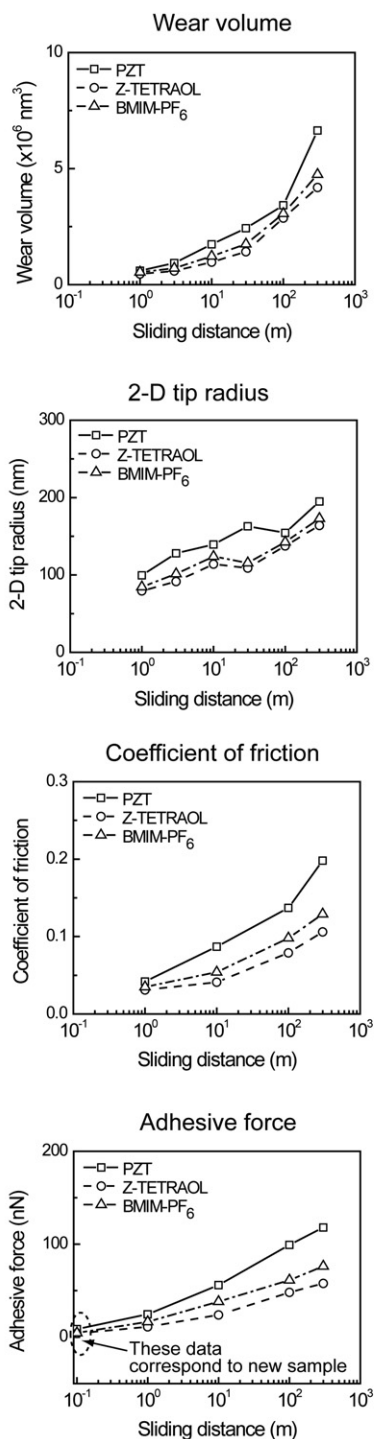 Wear volume
PZT
Z-TETRAOL
BMIM-PF6
Wear volume (x10^6 nm^3)
10
5
0
10^-1 10^0 10^1 10^2 10^3
Sliding distance (m)
2-D tip radius
PZT
Z-TETRAOL
BMIM-PF6
2-D tip radius (nm)
300
200
100
0
10^-1 10^0 10^1 10^2 10^3
Sliding distance (m)
Coefficient of friction
PZT
Z-TETRAOL
BMIM-PF6
Coefficient of friction
0.3
0.2
0.1
0.0
10^-1 10^0 10^1 10^2 10^3
Sliding distance (m)
Adhesive force
PZT
Z-TETRAOL
BMIM-PF6
Adhesive force (nN)
200
100
0
These data
correspond to new sample
10^-1 10^0 10^1 10^2 10^3
Sliding distance (m)